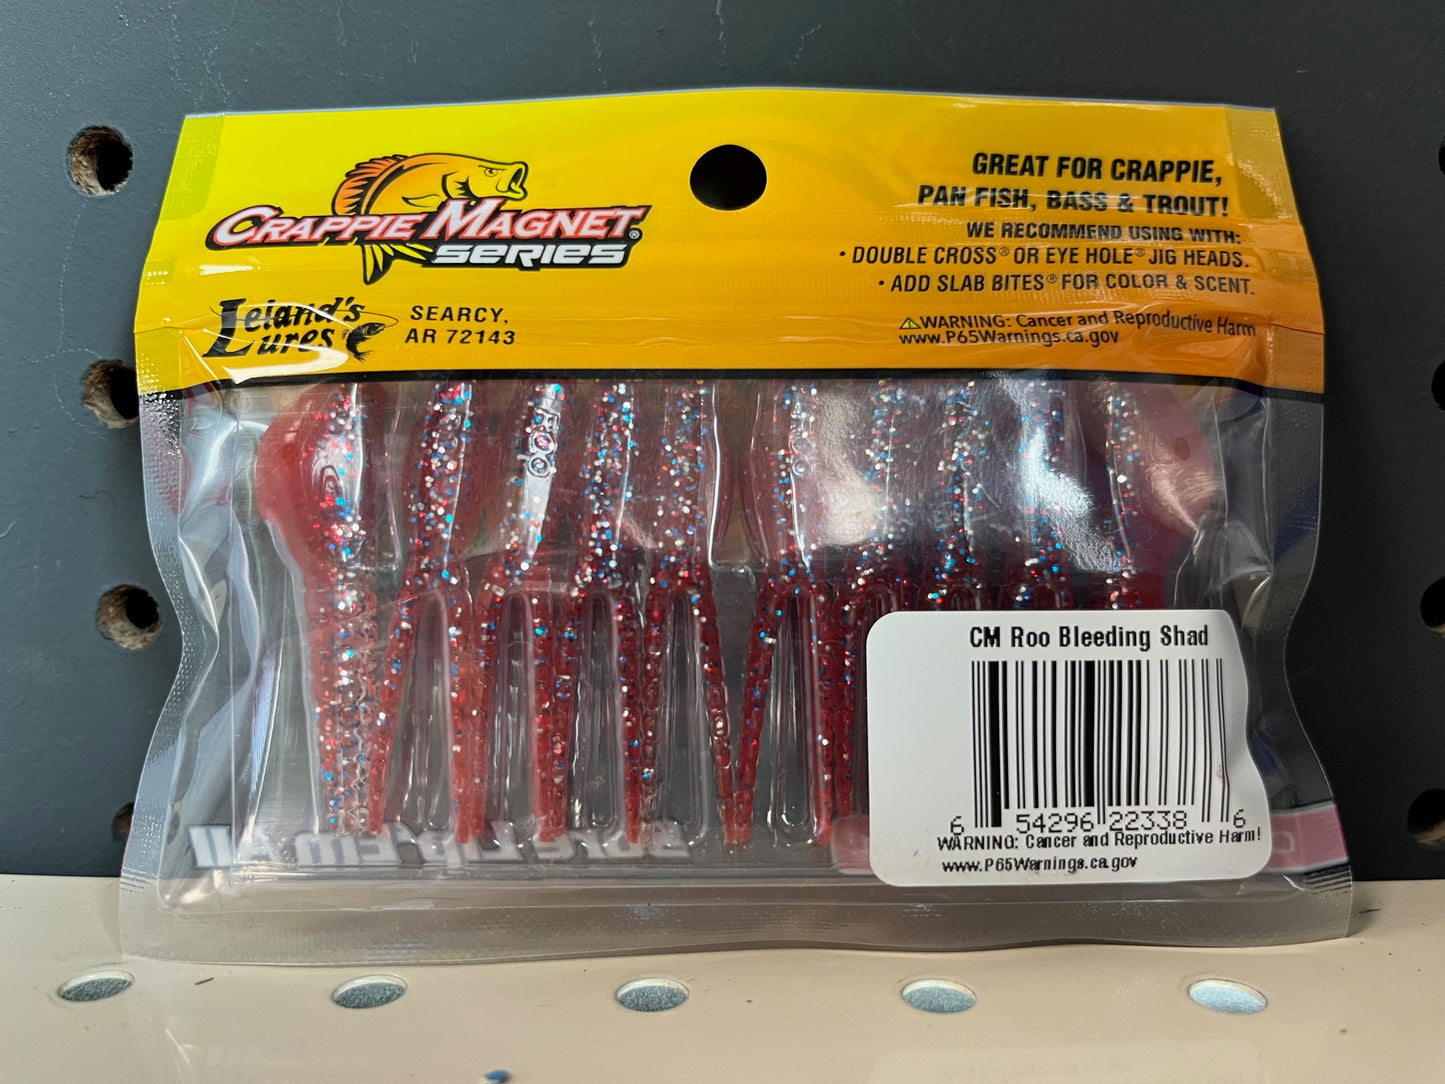 CRAPPIE MAGNET®
SERIES
Leland's
Lures
SEARCY,
AR 72143
GREAT FOR CRAPPIE,
PAN FISH, BASS & TROUT!
WE RECOMMEND USING WITH:
• DOUBLE CROSS® OR EYE HOLE® JIG HEADS.
• ADD SLAB BITES® FOR COLOR & SCENT.
⚠WARNING: Cancer and Reproductive Harm
www.P65Warnings.ca.gov
ROO
CM Roo Bleeding Shad
6 54296 22338 6
WARNING: Cancer and Reproductive Harm!
www.P65Warnings.ca.gov